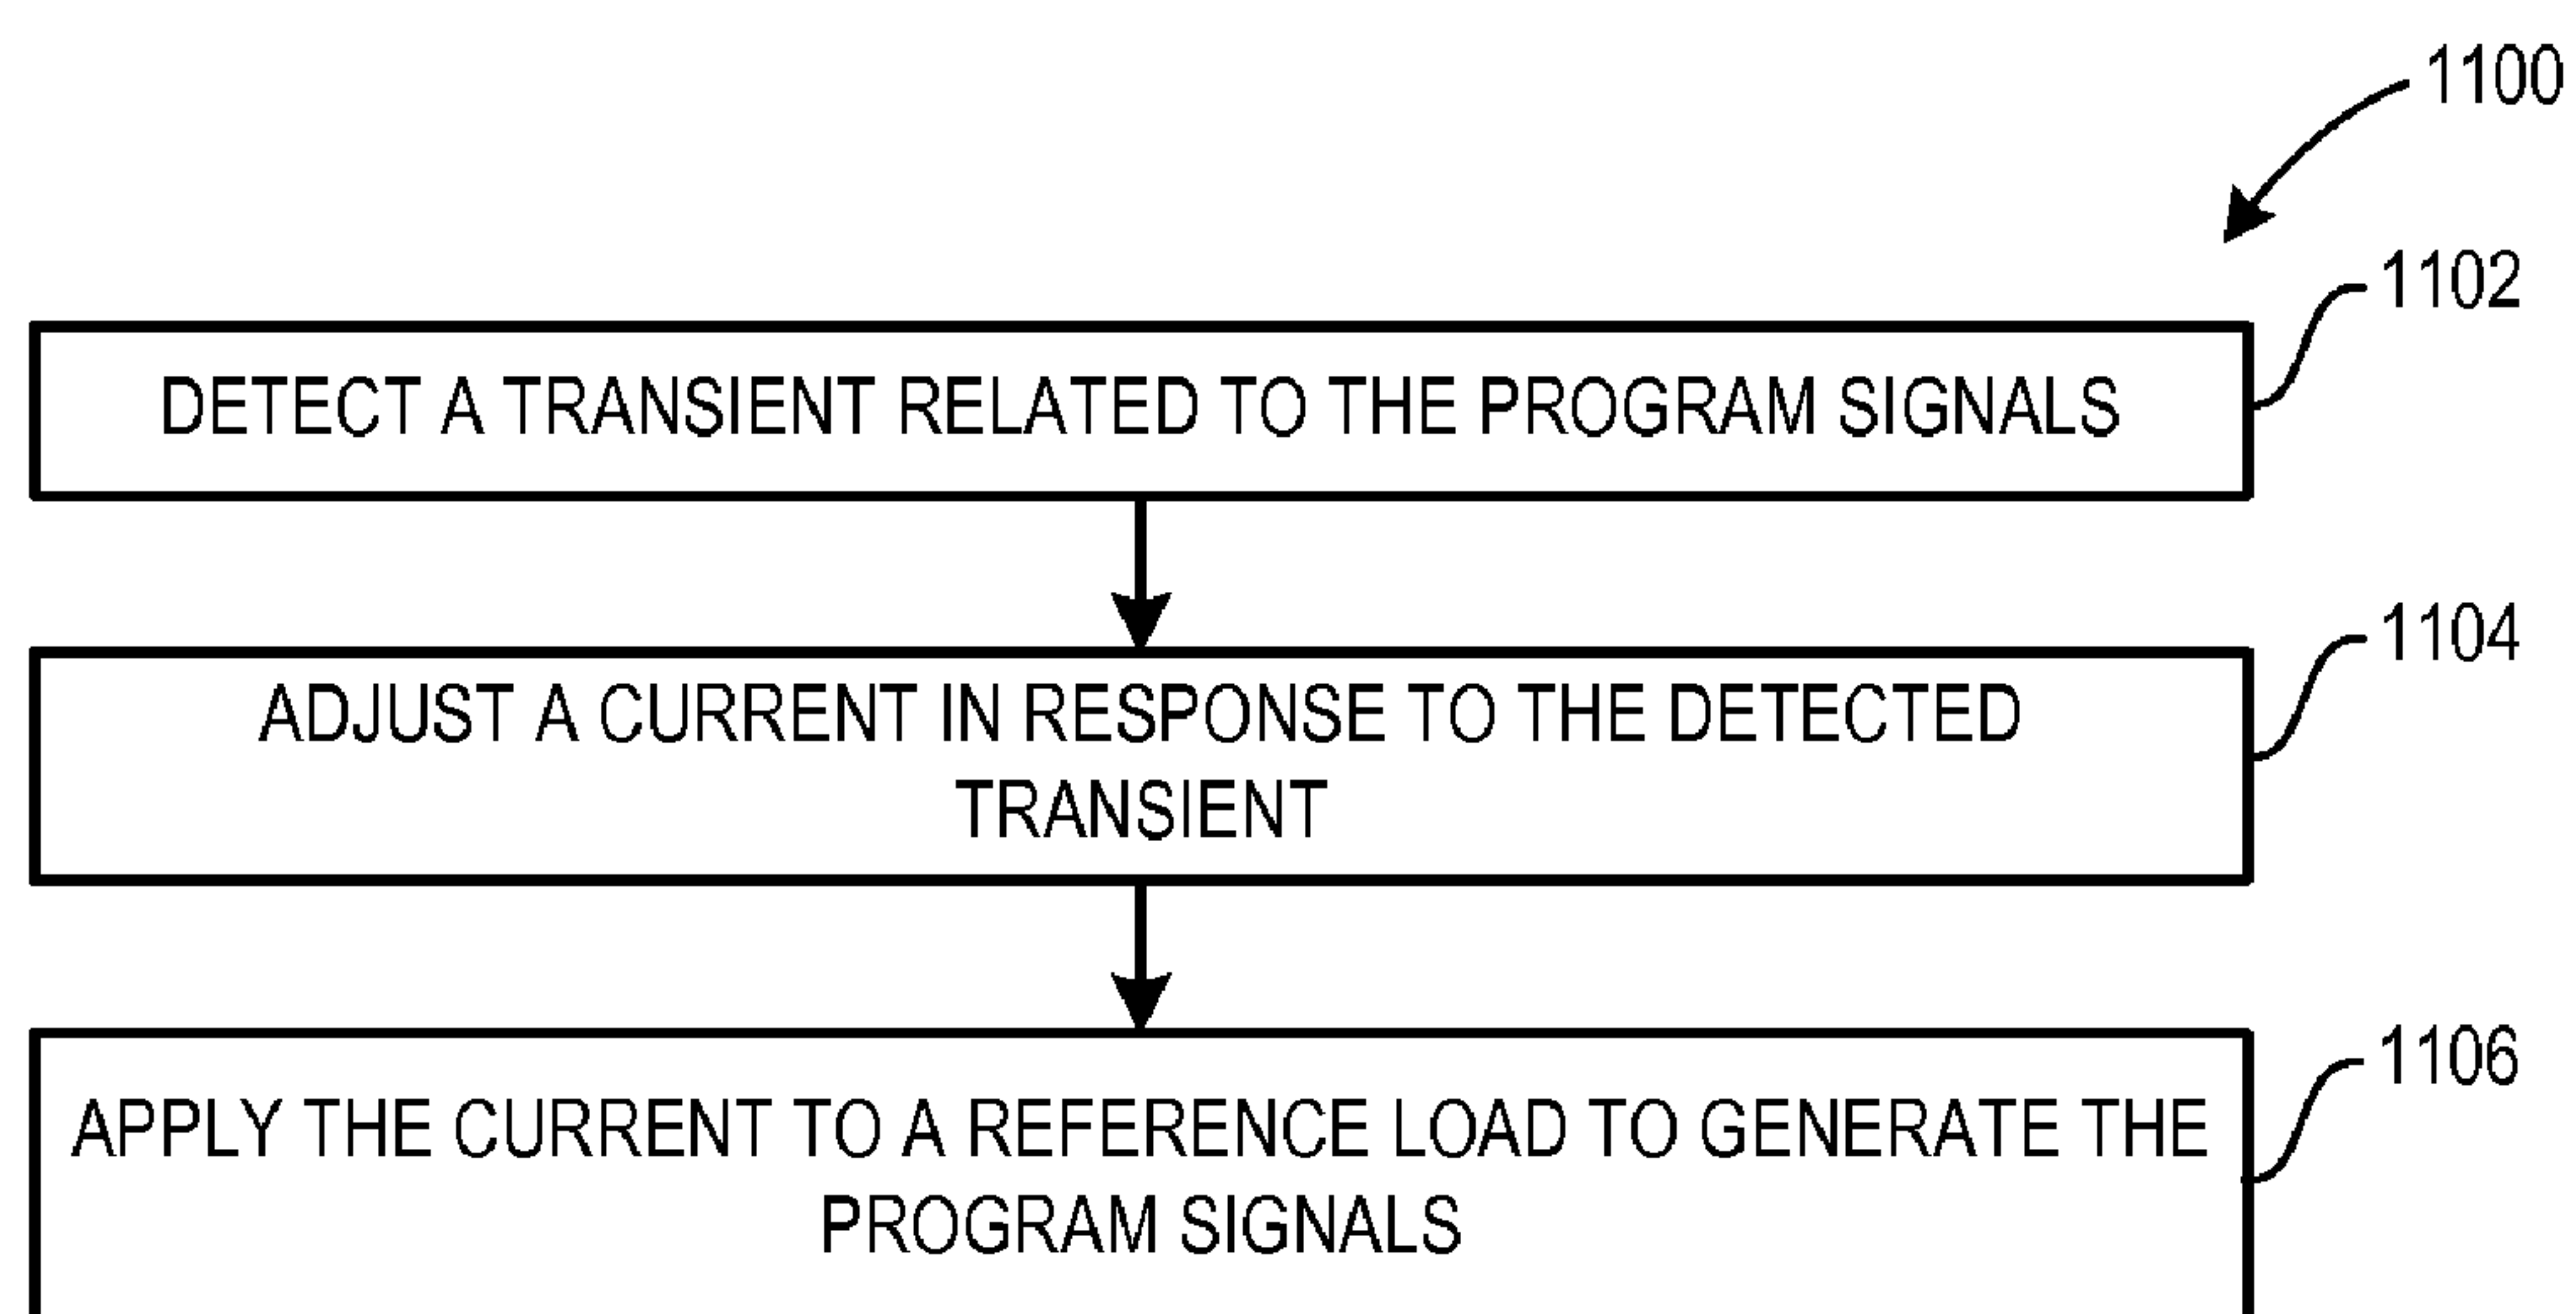 1100
1102
DETECT A TRANSIENT RELATED TO THE PROGRAM SIGNALS
1104
ADJUST A CURRENT IN RESPONSE TO THE DETECTED
TRANSIENT
1106
APPLY THE CURRENT TO A REFERENCE LOAD TO GENERATE THE
PROGRAM SIGNALS